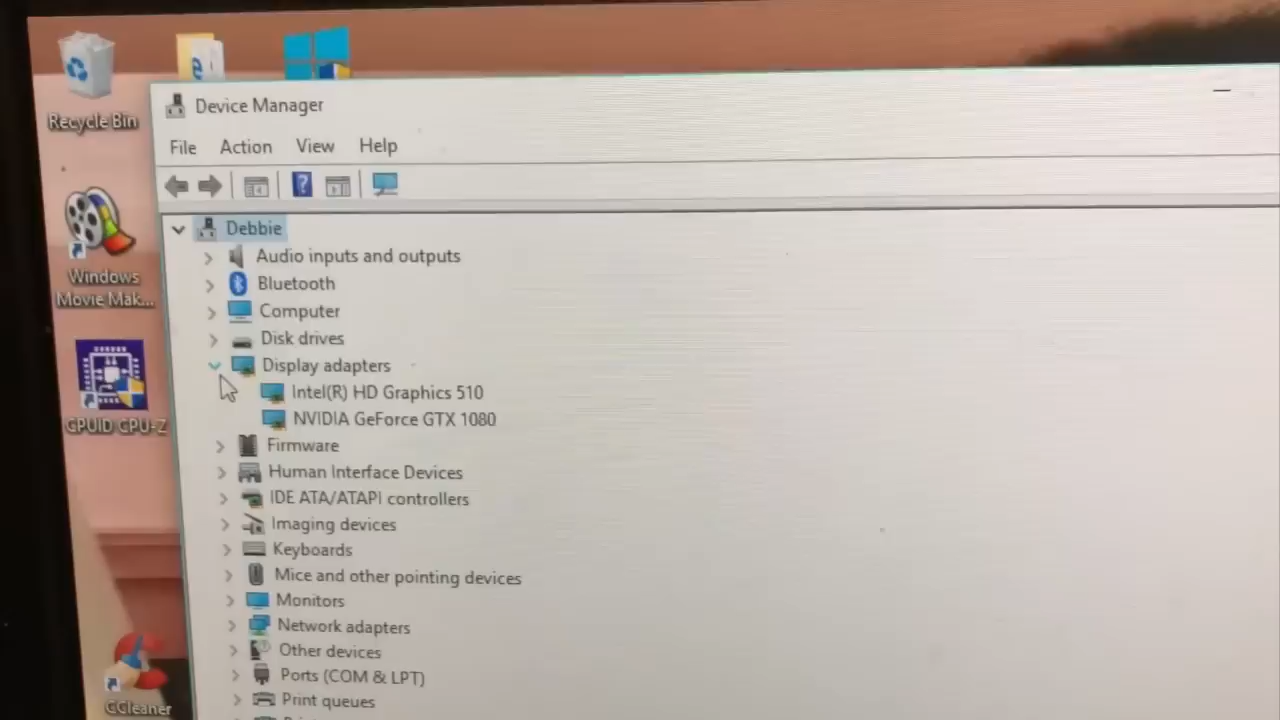 Recycle Bin
Device Manager
File Action View Help
Debbie
Audio inputs and outputs
Bluetooth
Windows
Movie Mak...
Computer
Disk drives
Display adapters
Intel(R) HD Graphics 510
NVIDIA GeForce GTX 1080
CPUID CPU-Z
Firmware
Human Interface Devices
IDE ATA/ATAPI controllers
Imaging devices
Keyboards
Mice and other pointing devices
Monitors
Network adapters
Other devices
Ports (COM & LPT)
Print queues
CCleaner